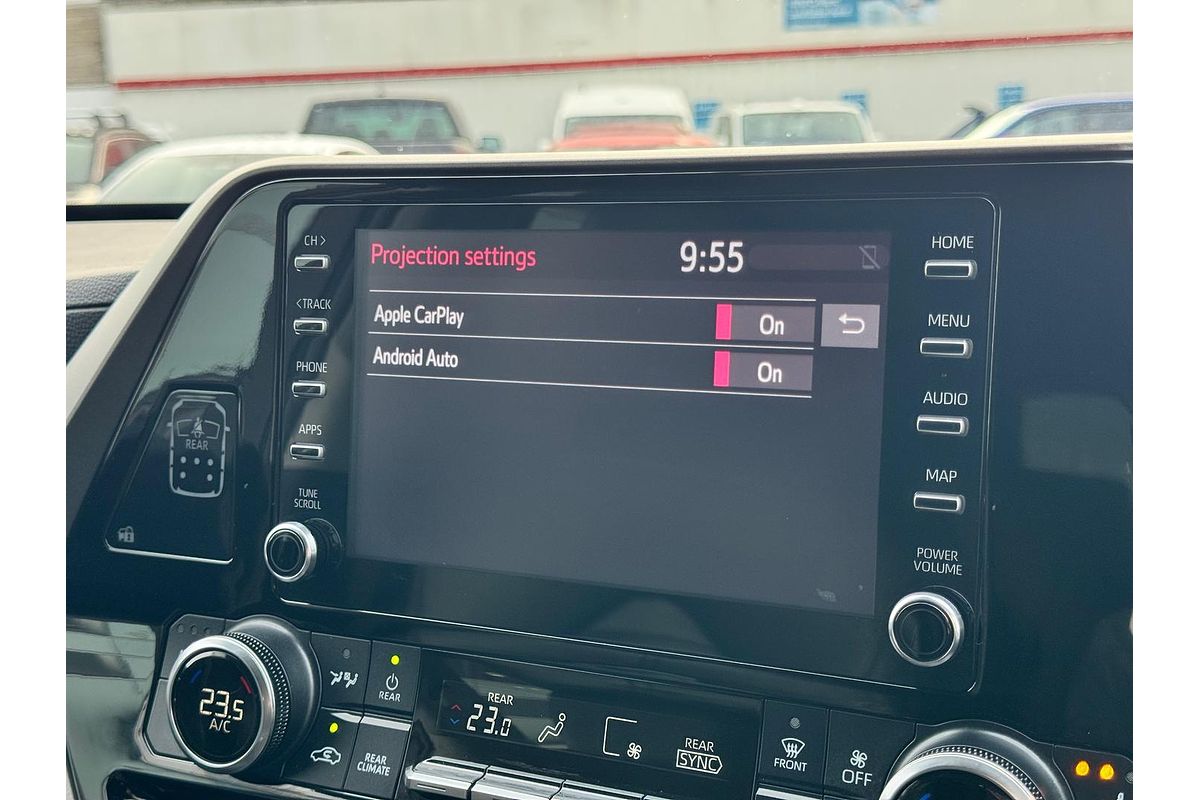 CH >
< TRACK
PHONE
APPS
TUNE
SCROLL
REAR
Projection settings
9:55
Apple CarPlay
On
Android Auto
On
HOME
MENU
AUDIO
MAP
POWER
VOLUME
23.5
A/C
REAR
REAR
CLIMATE
REAR
23.0
REAR
SYNC
FRONT
OFF